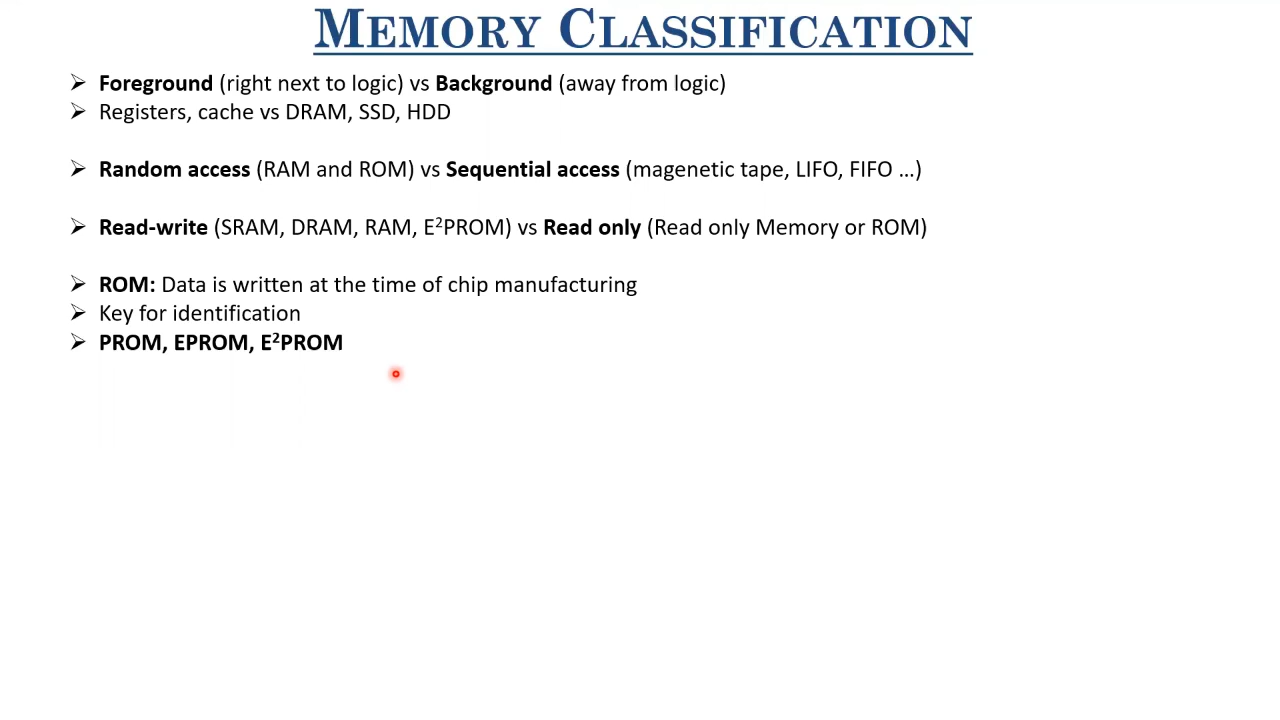 MEMORY CLASSIFICATION
➢ Foreground (right next to logic) vs Background (away from logic)
➢ Registers, cache vs DRAM, SSD, HDD
➢ Random access (RAM and ROM) vs Sequential access (magenetic tape, LIFO, FIFO ...)
➢ Read-write (SRAM, DRAM, RAM, E²PROM) vs Read only (Read only Memory or ROM)
➢ ROM: Data is written at the time of chip manufacturing
➢ Key for identification
➢ PROM, EPROM, E²PROM